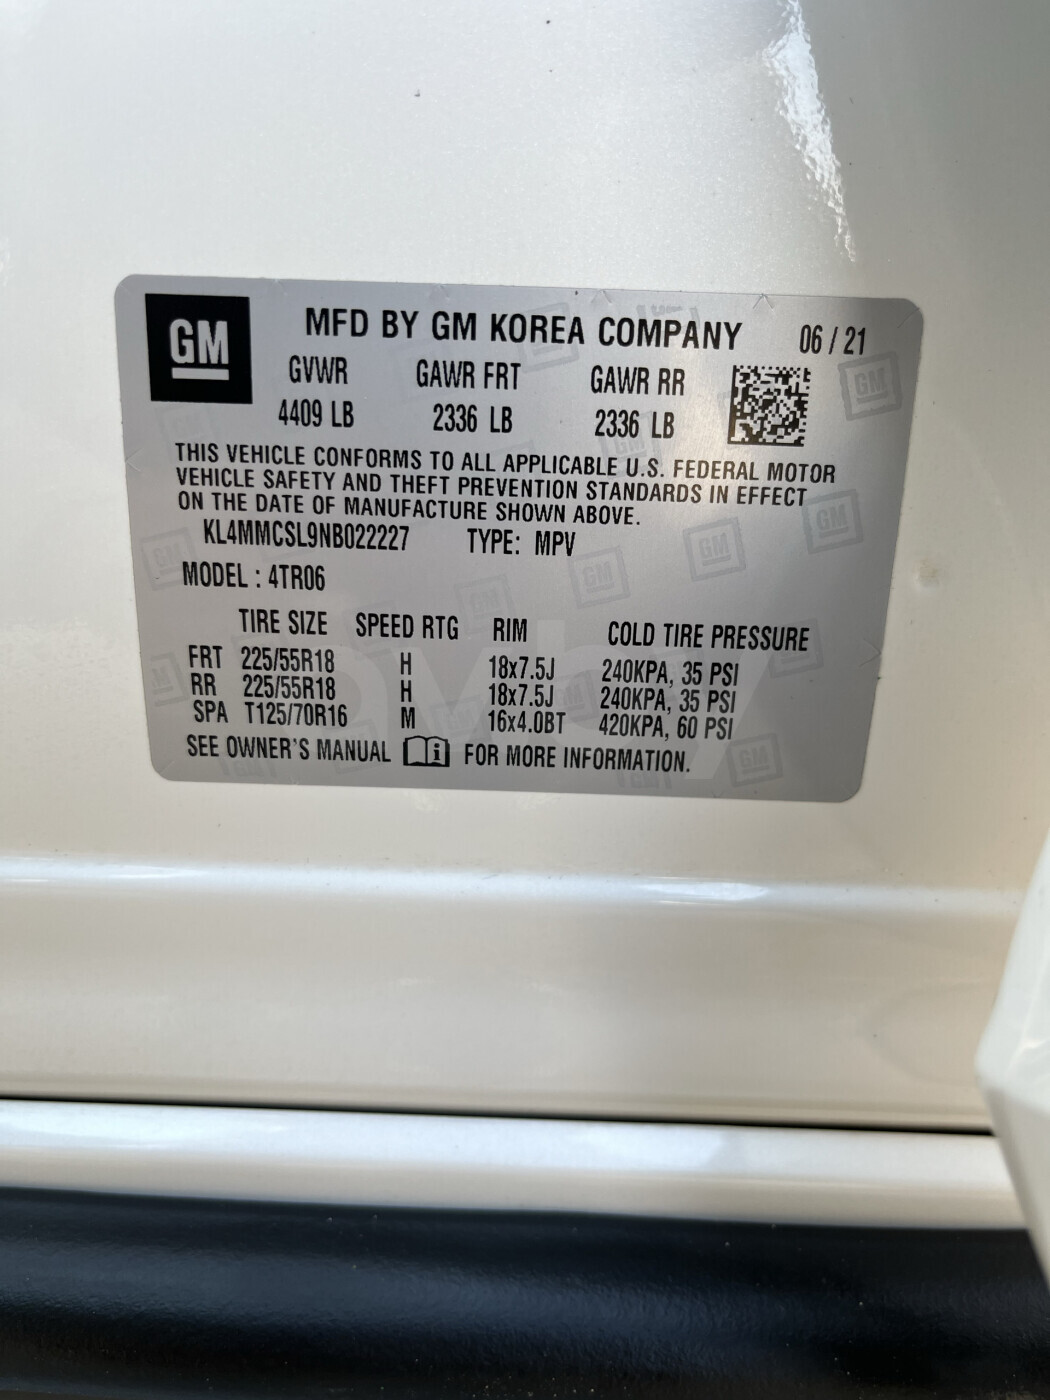 GM
MFD BY GM KOREA COMPANY 06 / 21
GVWR GAWR FRT GAWR RR
4409 LB 2336 LB 2336 LB
THIS VEHICLE CONFORMS TO ALL APPLICABLE U.S. FEDERAL MOTOR
VEHICLE SAFETY AND THEFT PREVENTION STANDARDS IN EFFECT
ON THE DATE OF MANUFACTURE SHOWN ABOVE.
KL4MMCSL9NB022227 TYPE: MPV
MODEL : 4TR06
TIRE SIZE SPEED RTG RIM COLD TIRE PRESSURE
FRT 225/55R18 H 18x7.5J 240KPA, 35 PSI
RR 225/55R18 H 18x7.5J 240KPA, 35 PSI
SPA T125/70R16 M 16x4.0BT 420KPA, 60 PSI
SEE OWNER'S MANUAL i FOR MORE INFORMATION.